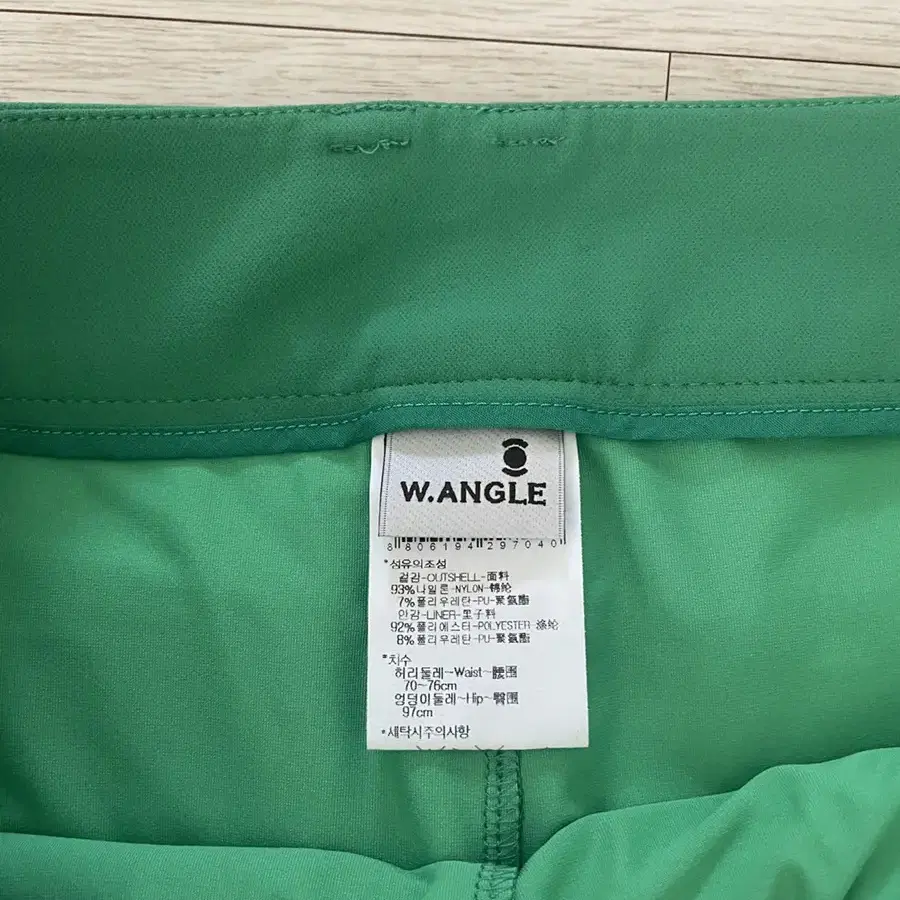 W.ANGLE
8 806194 297040
*섬유의조성
겉감-OUTSHELL-面料
93%나일론-NYLON-锦纶
7%폴리우레탄-PU-聚氨酯
안감-LINER-里子料
92%폴리에스터-POLYESTER-涤纶
8%폴리우레탄-PU-聚氨酯
*치수
허리둘레-Waist-腰围
70~76cm
엉덩이둘레-Hip-臀围
97cm
*세탁시주의사항